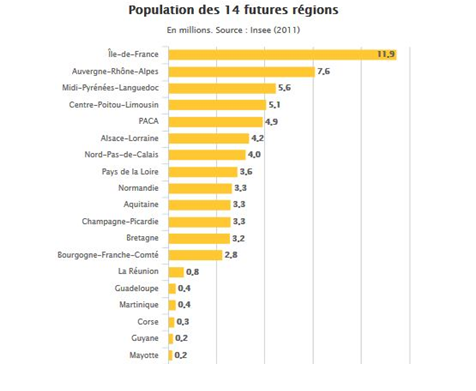 Population des 14 futures régions
En millions. Source : Insee (2011)
Île-de-France 11,9
Auvergne-Rhône-Alpes 7,6
Midi-Pyrénées-Languedoc 5,6
Centre-Poitou-Limousin 5,1
PACA 4,9
Alsace-Lorraine 4,2
Nord-Pas-de-Calais 4,0
Pays de la Loire 3,6
Normandie 3,3
Aquitaine 3,3
Champagne-Picardie 3,3
Bretagne 3,2
Bourgogne-Franche-Comté 2,8
La Réunion 0,8
Guadeloupe 0,4
Martinique 0,4
Corse 0,3
Guyane 0,2
Mayotte 0,2